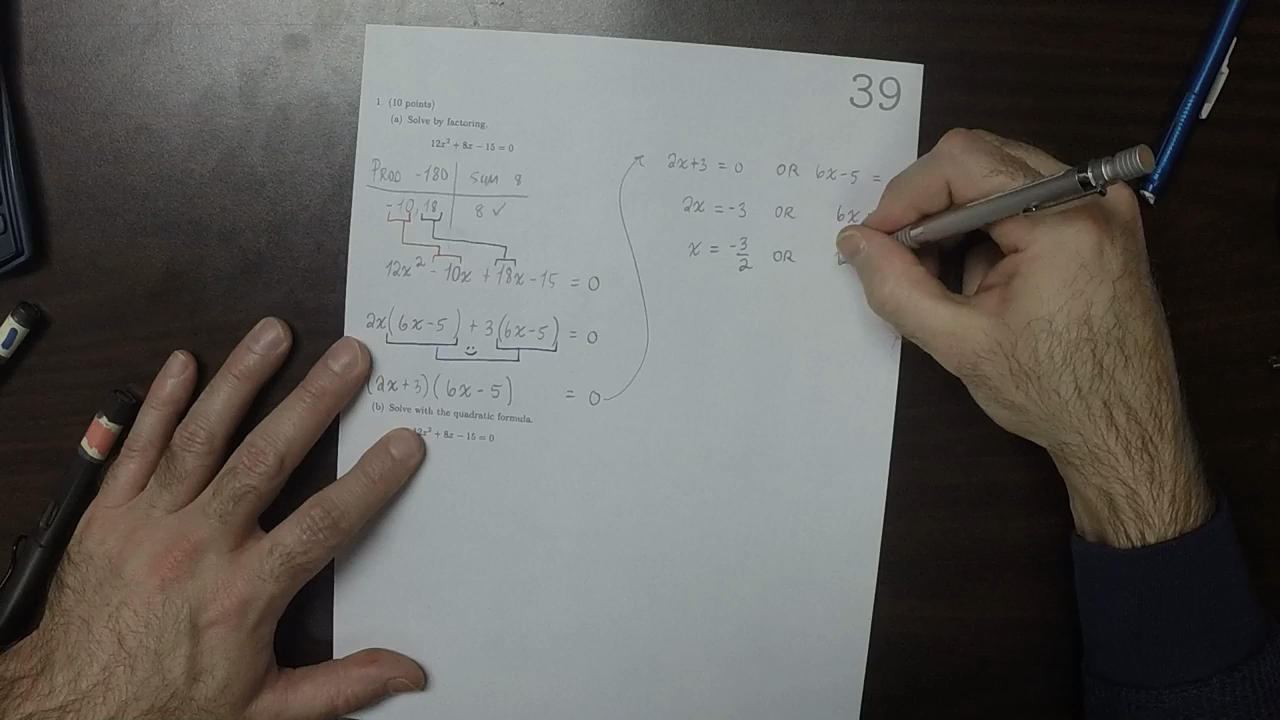 39
1 (10 points)
(a) Solve by factoring.
12x² + 8x − 15 = 0
PROD -180 SUM 8
-10, 18 8 ✓
12x² - 10x + 18x - 15 = 0
2x(6x-5) + 3(6x-5) = 0
(2x+3)(6x-5) = 0
(b) Solve with the quadratic formula.
12x² + 8x − 15 = 0
2x+3 = 0 OR 6x-5 =
2x = -3 OR 6x
x = -3/2 OR